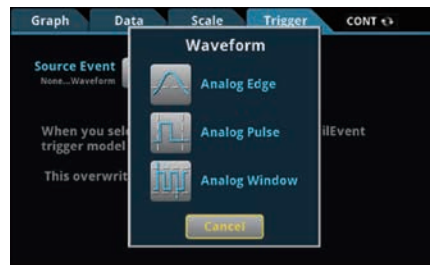 Graph Data Scale Trigger CONT
Waveform
Source Event
None...Waveform
Analog Edge
When you sele ilEvent
trigger model
Analog Pulse
This overwrit
Analog Window
Cancel